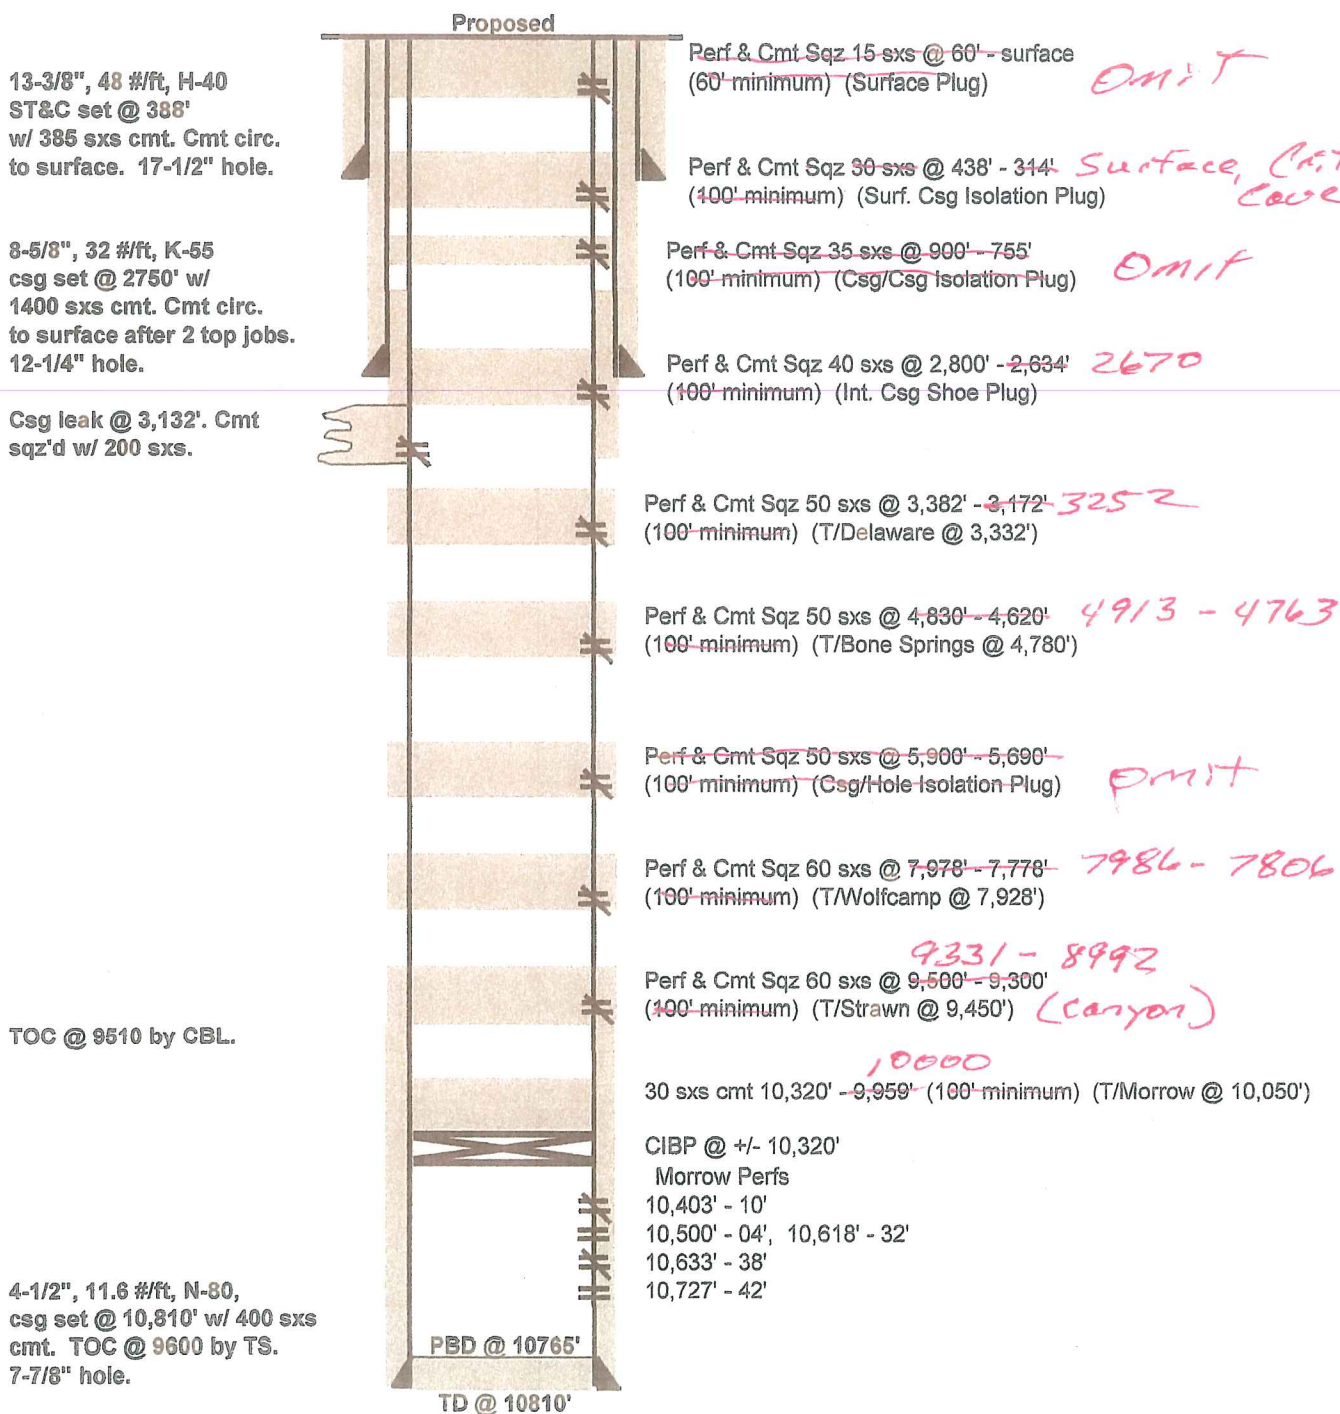 Proposed
13-3/8", 48 #/ft, H-40
ST&C set @ 388'
w/ 385 sxs cmt. Cmt circ.
to surface. 17-1/2" hole.
8-5/8", 32 #/ft, K-55
csg set @ 2750' w/
1400 sxs cmt. Cmt circ.
to surface after 2 top jobs.
12-1/4" hole.
Csg leak @ 3,132'. Cmt
sqz'd w/ 200 sxs.
TOC @ 9510 by CBL.
4-1/2", 11.6 #/ft, N-80,
csg set @ 10,810' w/ 400 sxs
cmt. TOC @ 9600 by TS.
7-7/8" hole.
Perf & Cmt Sqz 15 sxs @ 60' - surface
(60' minimum) (Surface Plug)
Omit
Perf & Cmt Sqz 30 sxs @ 438' - 314' Surface,
(100' minimum) (Surf. Csg Isolation Plug)
Perf & Cmt Sqz 35 sxs @ 900' - 755'
(100' minimum) (Csg/Csg Isolation Plug)
Omit
Perf & Cmt Sqz 40 sxs @ 2,800' - 2,634' 2670
(100' minimum) (Int. Csg Shoe Plug)
Perf & Cmt Sqz 50 sxs @ 3,382' - 3,172' 3252
(100' minimum) (T/Delaware @ 3,332')
Perf & Cmt Sqz 50 sxs @ 4,830' - 4,620' 4913 - 4763
(100' minimum) (T/Bone Springs @ 4,780')
Perf & Cmt Sqz 50 sxs @ 5,900' - 5,690'
(100' minimum) (Csg/Hole Isolation Plug)
omit
Perf & Cmt Sqz 60 sxs @ 7,978' - 7,778' 7986 - 7806
(100' minimum) (T/Wolfcamp @ 7,928')
9331 - 8992
Perf & Cmt Sqz 60 sxs @ 9,500' - 9,300'
(100' minimum) (T/Strawn @ 9,450') (Canyon)
10000
30 sxs cmt 10,320' - 9,959' (100' minimum) (T/Morrow @ 10,050')
CIBP @ +/- 10,320'
Morrow Perfs
10,403' - 10'
10,500' - 04', 10,618' - 32'
10,633' - 38'
10,727' - 42'
PBD @ 10765'
TD @ 10810'